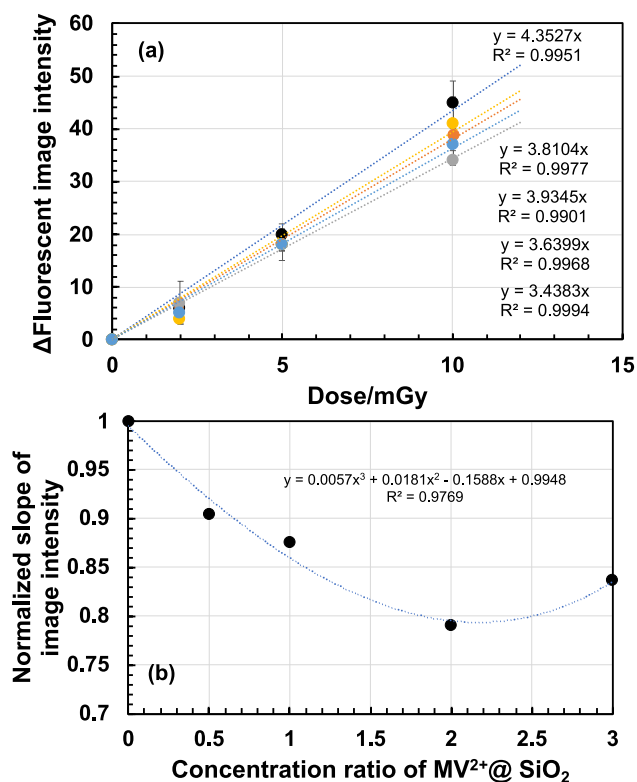 (a)
ΔFluorescent image intensity
60
50
40
30
20
10
0
0
5
10
15
Dose/mGy
y = 4.3527x
R² = 0.9951
y = 3.8104x
R² = 0.9977
y = 3.9345x
R² = 0.9901
y = 3.6399x
R² = 0.9968
y = 3.4383x
R² = 0.9994
Normalized slope of
image intensity
1
0.95
0.9
0.85
0.8
0.75
0.7
y = 0.0057x³ + 0.0181x² - 0.1588x + 0.9948
R² = 0.9769
(b)
0
0.5
1
1.5
2
2.5
3
Concentration ratio of MV²⁺@ SiO₂